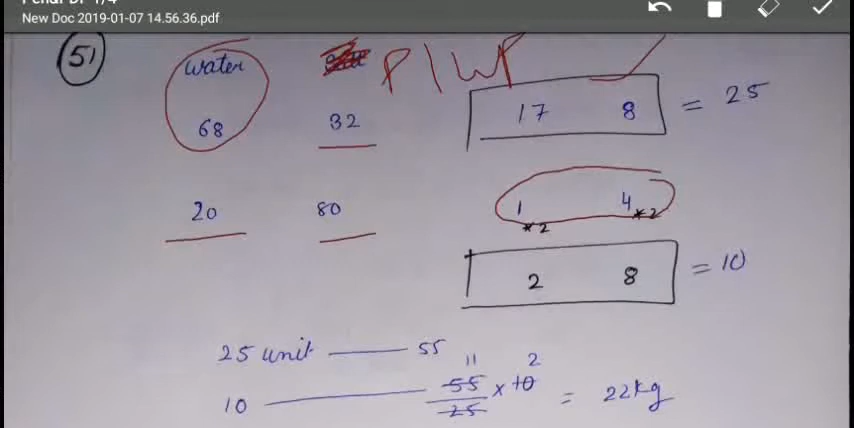 New Doc 2019-01-07 14.56.36.pdf
51
water P/WP
68 32 17 8 = 25
20 80 1*2 4*2
2 8 = 10
25 unit —— 55
10 —— 55/25 x 10 = 22kg
11 2